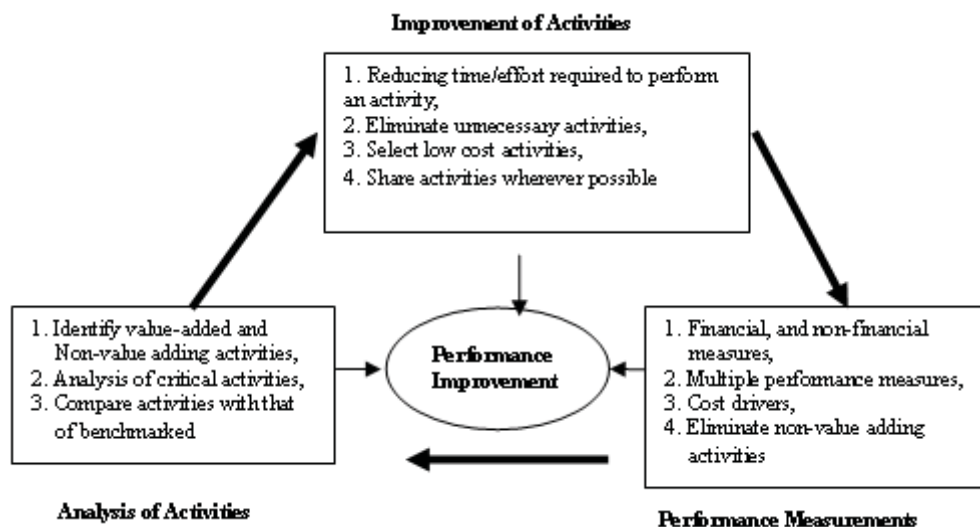 Improvement of Activities
1. Reducing time/effort required to perform
an activity,
2. Eliminate unnecessary activities,
3. Select low cost activities,
4. Share activities wherever possible
1. Identify value-added and
Non-value adding activities,
2. Analysis of critical activities,
3. Compare activities with that
of benchmarked
Performance
Improvement
1. Financial, and non-financial
measures,
2. Multiple performance measures,
3. Cost drivers,
4. Eliminate non-value adding
activities
Analysis of Activities
Performance Measurements